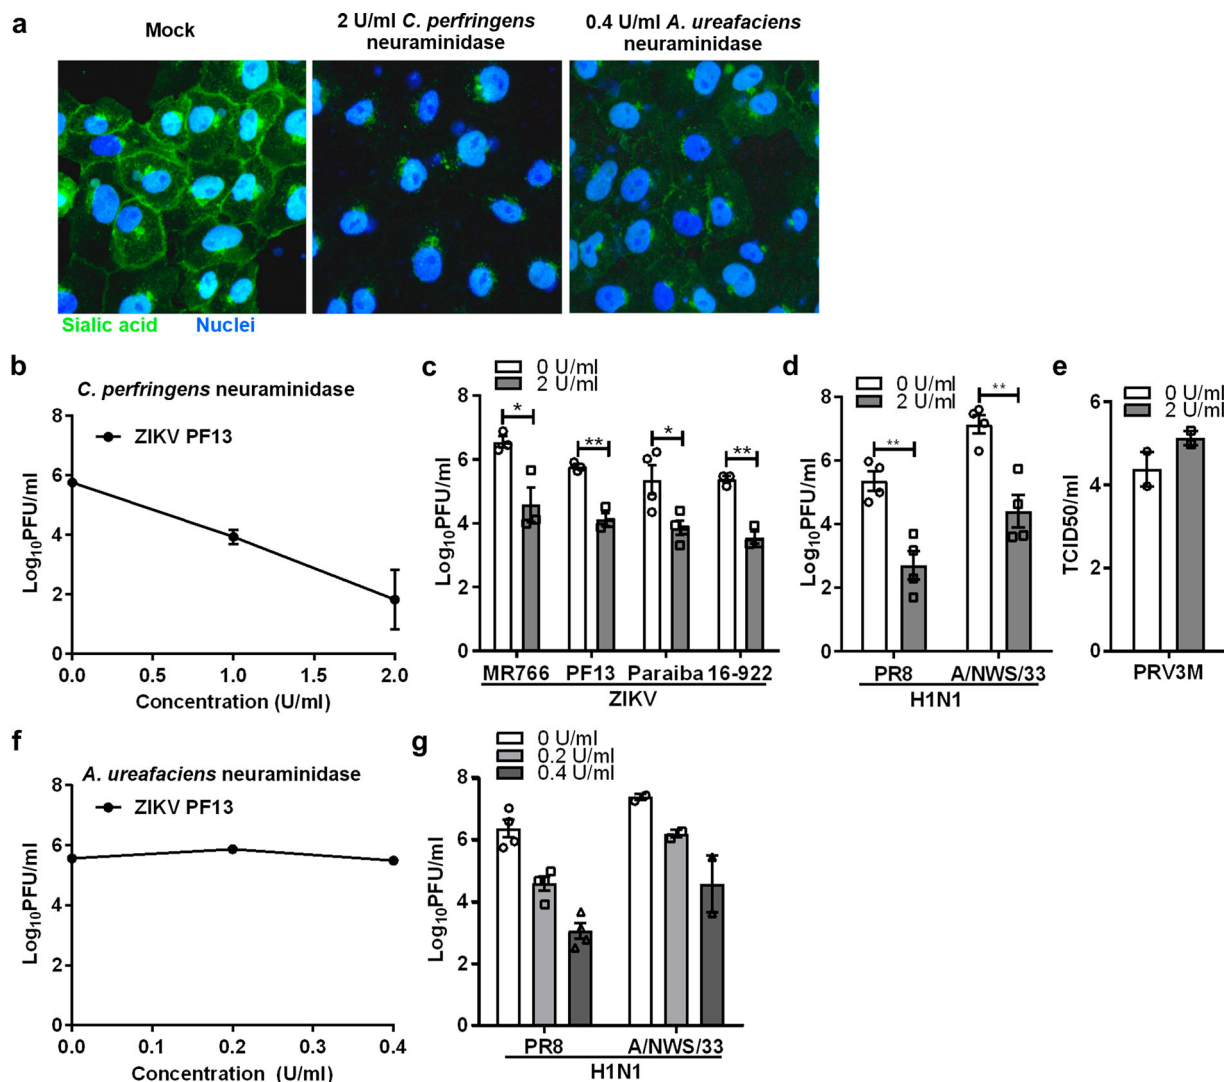 a
Mock
2 U/ml C. perfringens
neuraminidase
0.4 U/ml A. ureafaciens
neuraminidase
Sialic acid
Nuclei
b
C. perfringens neuraminidase
ZIKV PF13
Log10PFU/ml
8
6
4
2
0
0.0 0.5 1.0 1.5 2.0
Concentration (U/ml)
c
0 U/ml
2 U/ml
Log10PFU/ml
8
6
4
2
0
* ** * **
MR766 PF13 Paraiba 16-922
ZIKV
d
0 U/ml
2 U/ml
Log10PFU/ml
8
6
4
2
0
** **
PR8 A/NWS/33
H1N1
e
0 U/ml
2 U/ml
TCID50/ml
6
4
2
0
PRV3M
f
A. ureafaciens neuraminidase
ZIKV PF13
Log10PFU/ml
8
6
4
2
0
0.0 0.1 0.2 0.3 0.4
Concentration (U/ml)
g
0 U/ml
0.2 U/ml
0.4 U/ml
Log10PFU/ml
8
6
4
2
0
PR8 A/NWS/33
H1N1